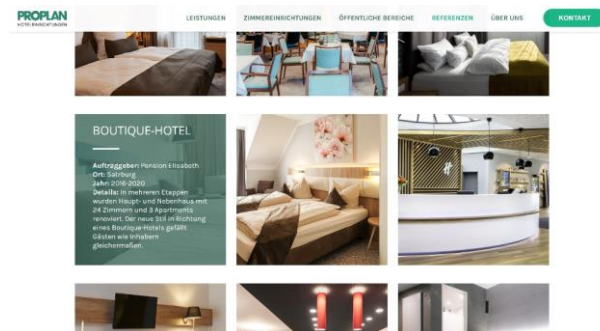 PROPLAN
HOTELEINRICHTUNGEN
LEISTUNGEN
ZIMMEREINRICHTUNGEN
ÖFFENTLICHE BEREICHE
REFERENZEN
ÜBER UNS
KONTAKT
BOUTIQUE-HOTEL
Auftraggeber: Pension Elisabeth
Ort: Salzburg
Jahr: 2016-2020
Details: In mehreren Etappen
wurden Haupt- und Nebenhaus mit
24 Zimmern und 3 Apartments
renoviert. Der neue Stil in Richtung
eines Boutique-Hotels gefällt
Gästen wie Inhabern
gleichermaßen.